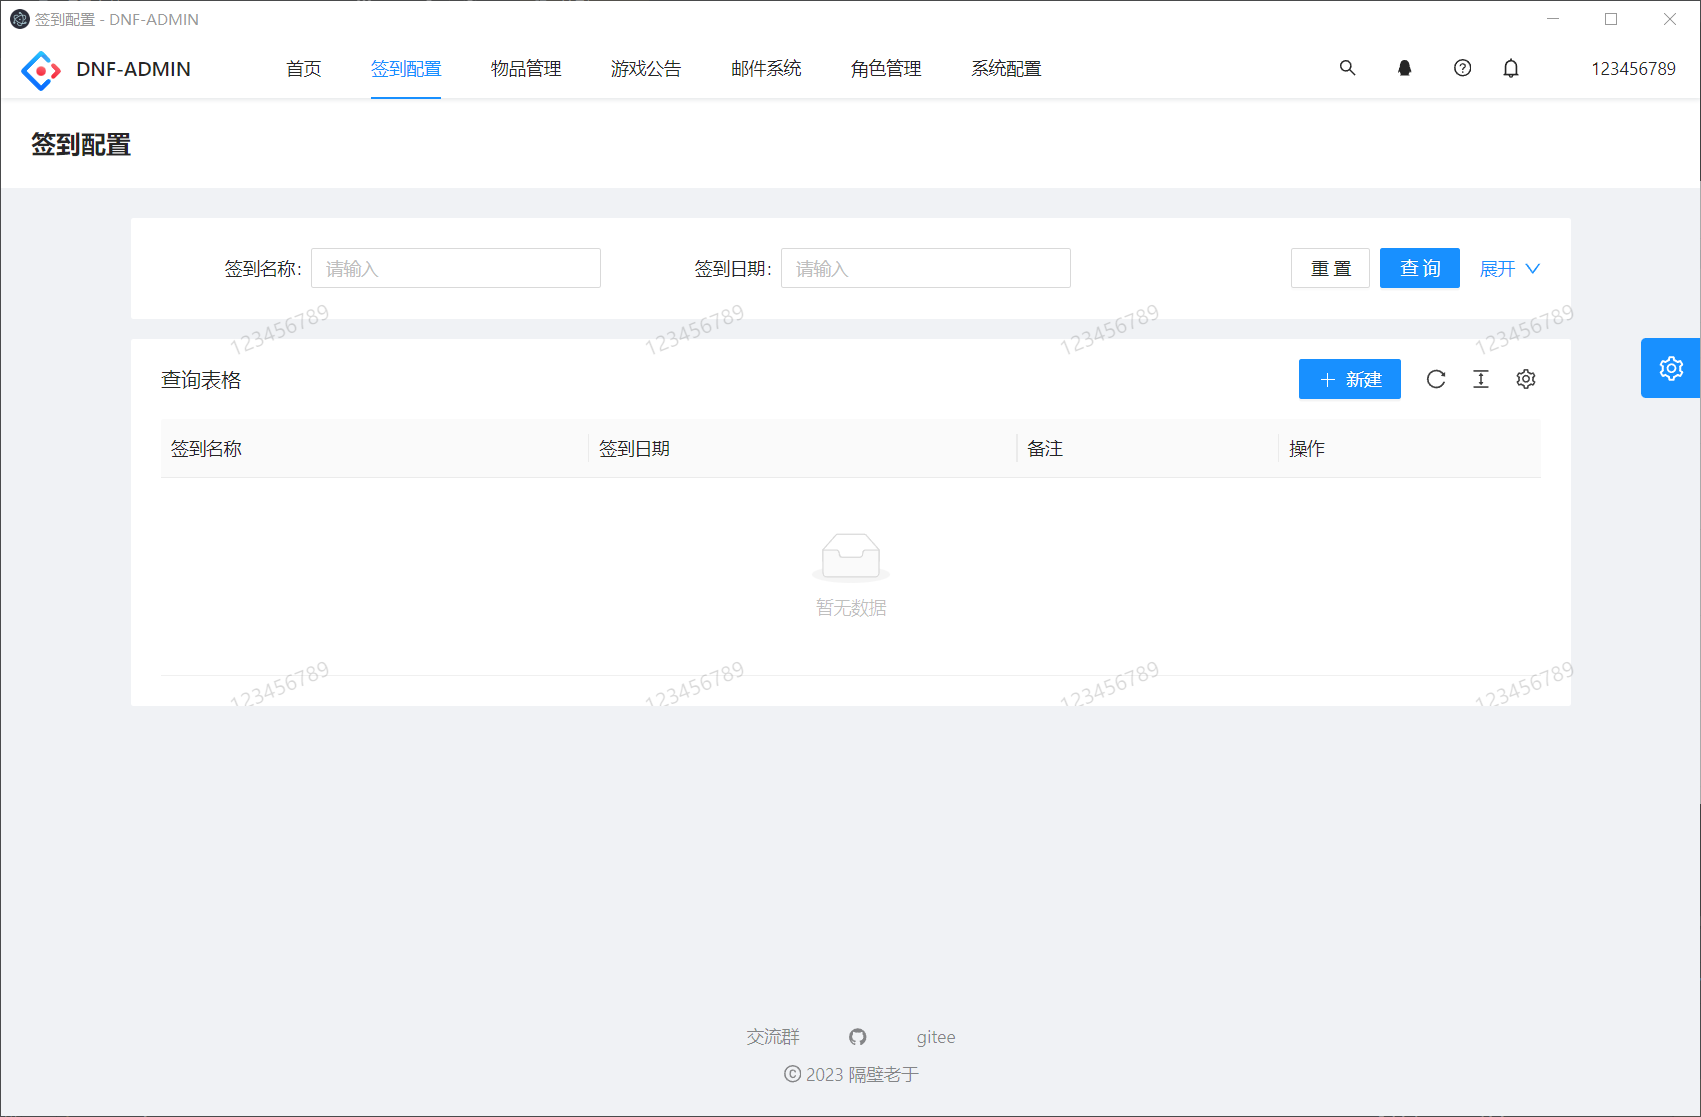 签到配置 - DNF-ADMIN
DNF-ADMIN 首页 签到配置 物品管理 游戏公告 邮件系统 角色管理 系统配置 123456789
签到配置
签到名称: 请输入 签到日期: 请输入 重 置 查 询 展开
123456789 123456789 123456789 123456789
查询表格 新建
签到名称 签到日期 备注 操作
暂无数据
123456789 123456789 123456789 123456789
交流群 gitee
© 2023 隔壁老于